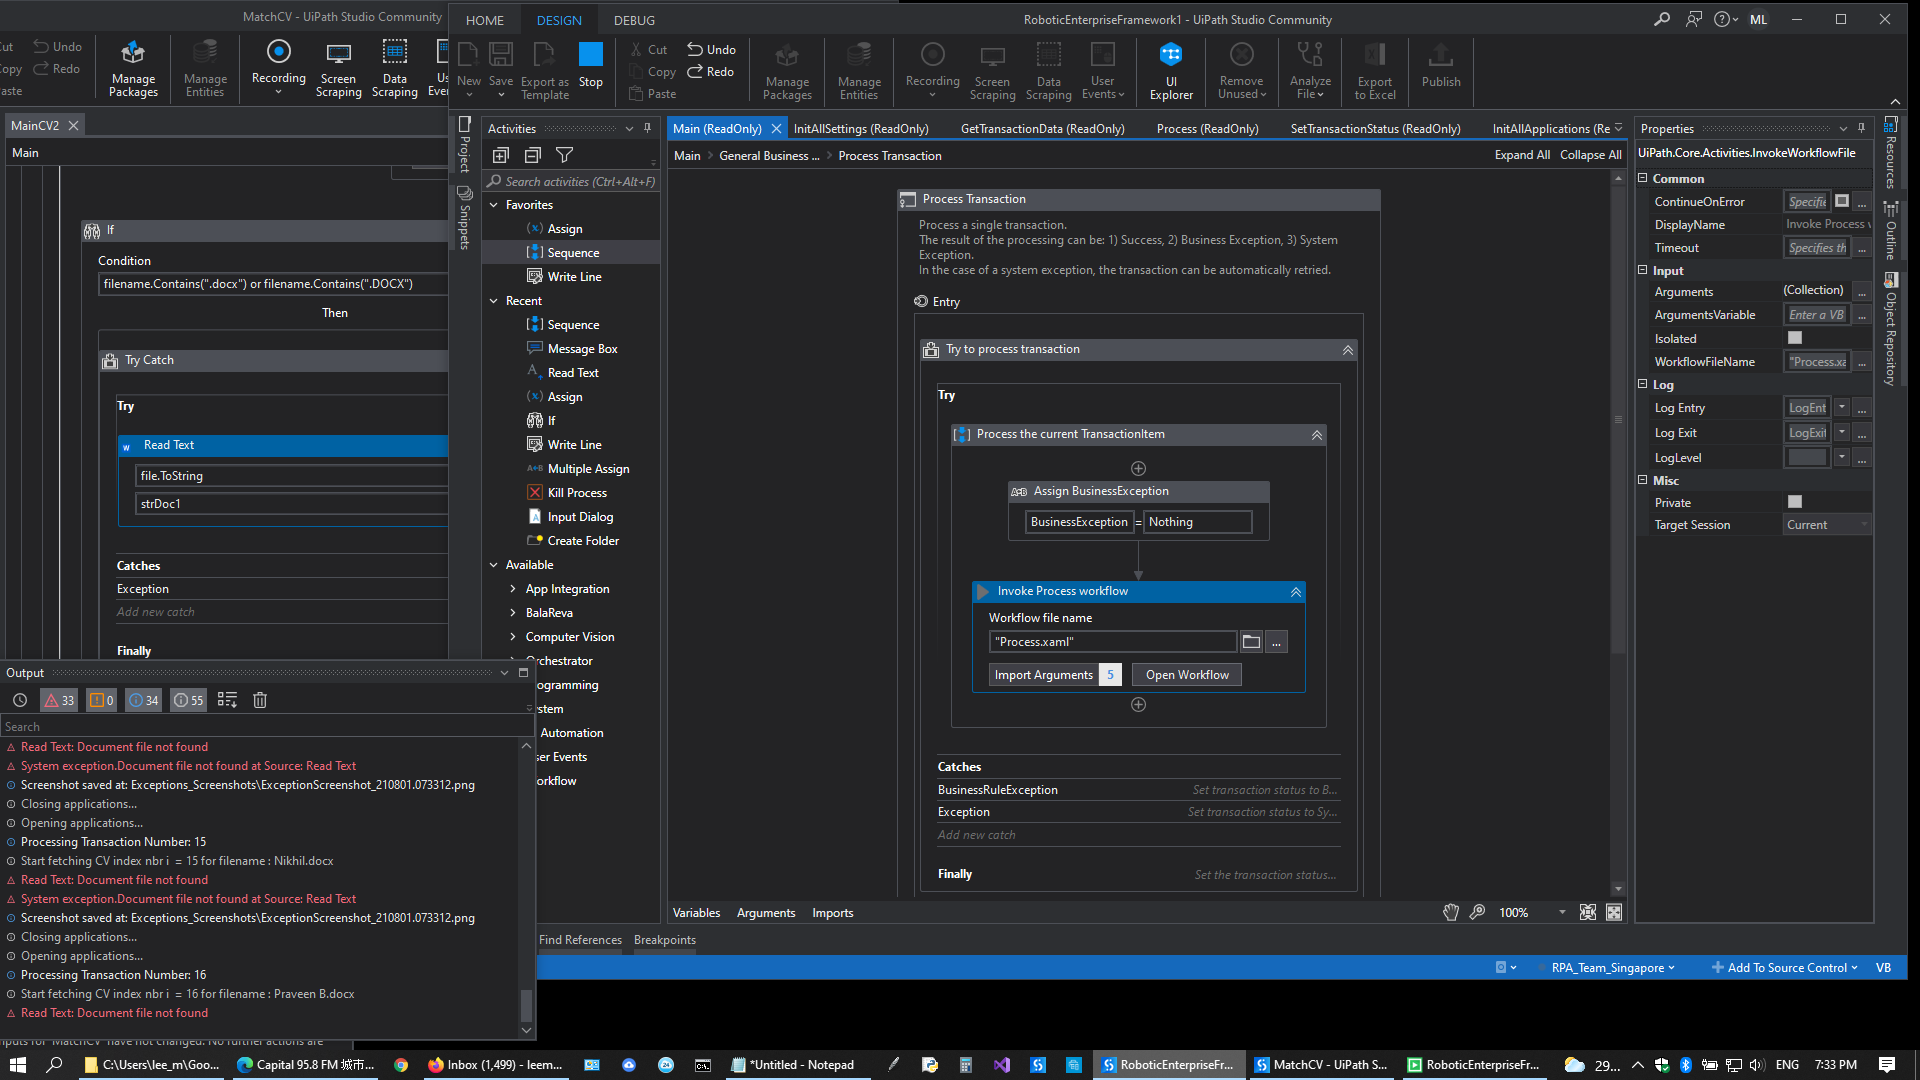 MatchCV - UiPath Studio Community
Undo
Redo
Manage Packages
Manage Entities
Recording
Screen Scraping
Data Scraping
MainCV2
Main
If
Condition
filename.Contains(".docx") or filename.Contains(".DOCX")
Then
Try Catch
Try
Read Text
file.ToString
strDoc1
Catches
Exception
Add new catch
Finally
HOME
DESIGN
DEBUG
RoboticEnterpriseFramework1 - UiPath Studio Community
ML
New
Save
Export as Template
Stop
Cut
Copy
Paste
Undo
Redo
Manage Packages
Manage Entities
Recording
Screen Scraping
Data Scraping
User Events
UI Explorer
Remove Unused
Analyze File
Export to Excel
Publish
Project
Snippets
Activities
Search activities (Ctrl+Alt+F)
Favorites
Assign
Sequence
Write Line
Recent
Sequence
Message Box
Read Text
Assign
If
Write Line
Multiple Assign
Kill Process
Input Dialog
Create Folder
Available
App Integration
BalaReva
Computer Vision
Orchestrator
Automation
Main (ReadOnly)
InitAllSettings (ReadOnly)
GetTransactionData (ReadOnly)
Process (ReadOnly)
SetTransactionStatus (ReadOnly)
InitAllApplications (Re
Main > General Business ... > Process Transaction
Expand All
Collapse All
Process Transaction
Process a single transaction.
The result of the processing can be: 1) Success, 2) Business Exception, 3) System
Exception.
In the case of a system exception, the transaction can be automatically retried.
Entry
Try to process transaction
Try
Process the current TransactionItem
Assign BusinessException
BusinessException = Nothing
Invoke Process workflow
Workflow file name
"Process.xaml"
...
Import Arguments 5
Open Workflow
Catches
BusinessRuleException
Set transaction status to B...
Exception
Set transaction status to Sy...
Add new catch
Finally
Set the transaction status...
Variables
Arguments
Imports
100%
Find References
Breakpoints
RPA_Team_Singapore
Add To Source Control
VB
Properties
UiPath.Core.Activities.InvokeWorkflowFile
Common
ContinueOnError
Specifie
...
DisplayName
Invoke Process v
Timeout
Specifies th
...
Input
Arguments
(Collection)
...
ArgumentsVariable
Enter a VB
...
Isolated
WorkflowFileName
"Process.xa
...
Log
Log Entry
LogEnt
...
Log Exit
LogExit
...
LogLevel
...
Misc
Private
Target Session
Current
Resources
Outline
Object Repository
Output
33
0
34
55
Search
Read Text: Document file not found
System exception.Document file not found at Source: Read Text
Screenshot saved at: Exceptions_Screenshots\ExceptionScreenshot_210801.073312.png
Closing applications...
Opening applications...
Processing Transaction Number: 15
Start fetching CV index nbr i = 15 for filename : Nikhil.docx
Read Text: Document file not found
System exception.Document file not found at Source: Read Text
Screenshot saved at: Exceptions_Screenshots\ExceptionScreenshot_210801.073312.png
Closing applications...
Opening applications...
Processing Transaction Number: 16
Start fetching CV index nbr i = 16 for filename : Praveen B.docx
Read Text: Document file not found
C:\Users\lee_m\Goo...
Capital 95.8 FM 城市...
Inbox (1,499) - leem...
*Untitled - Notepad
RoboticEnterpriseFr...
MatchCV - UiPath S...
RoboticEnterpriseFr...
29...
ENG
7:33 PM